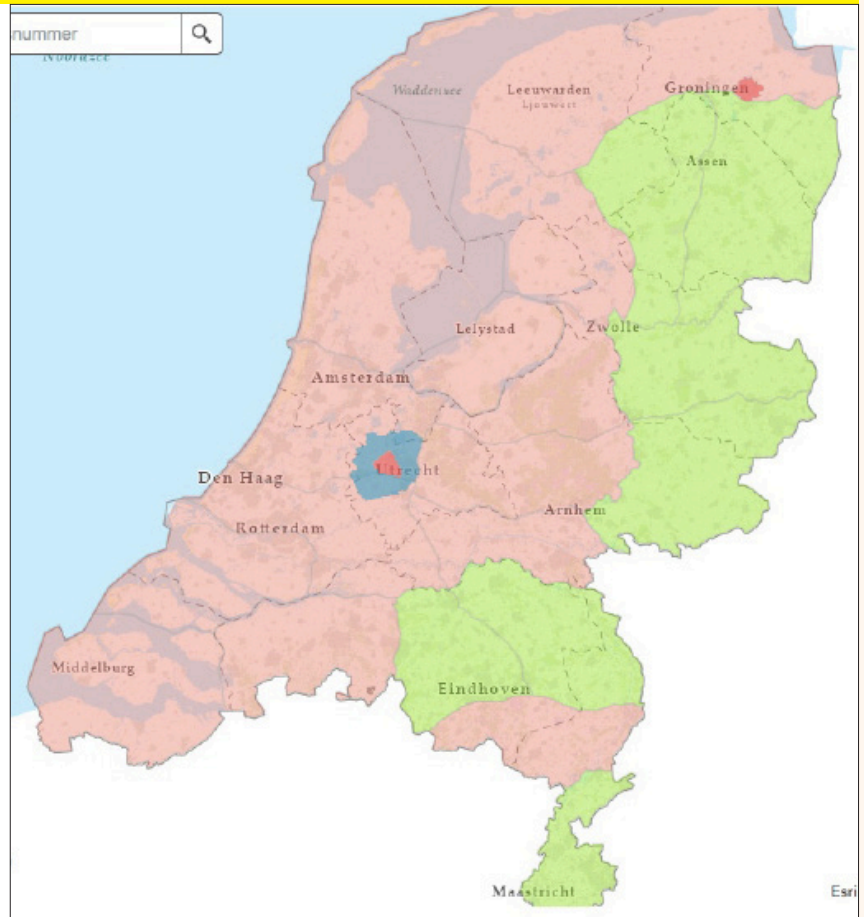 nummer
Noordzee
Waddenzee
Leeuwarden
Ljouwert
Groningen
Assen
Lelystad
Zwolle
Amsterdam
Utrecht
Den Haag
Arnhem
Rotterdam
Middelburg
Eindhoven
Maastricht
Esri